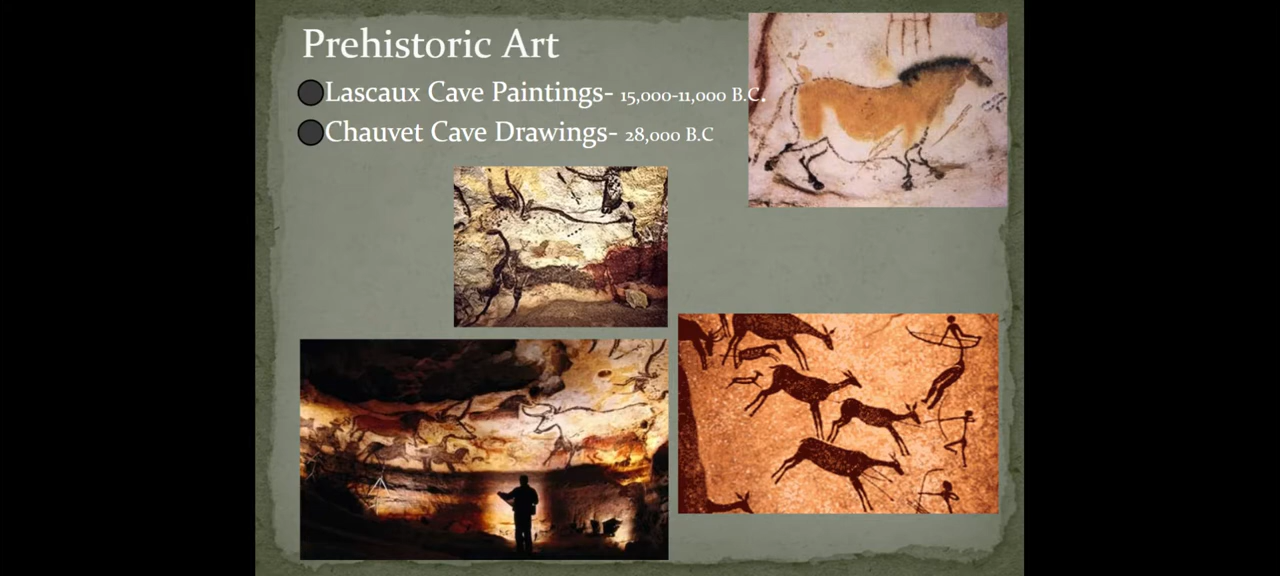 Prehistoric Art
Lascaux Cave Paintings- 15,000-11,000 B.C.
Chauvet Cave Drawings- 28,000 B.C